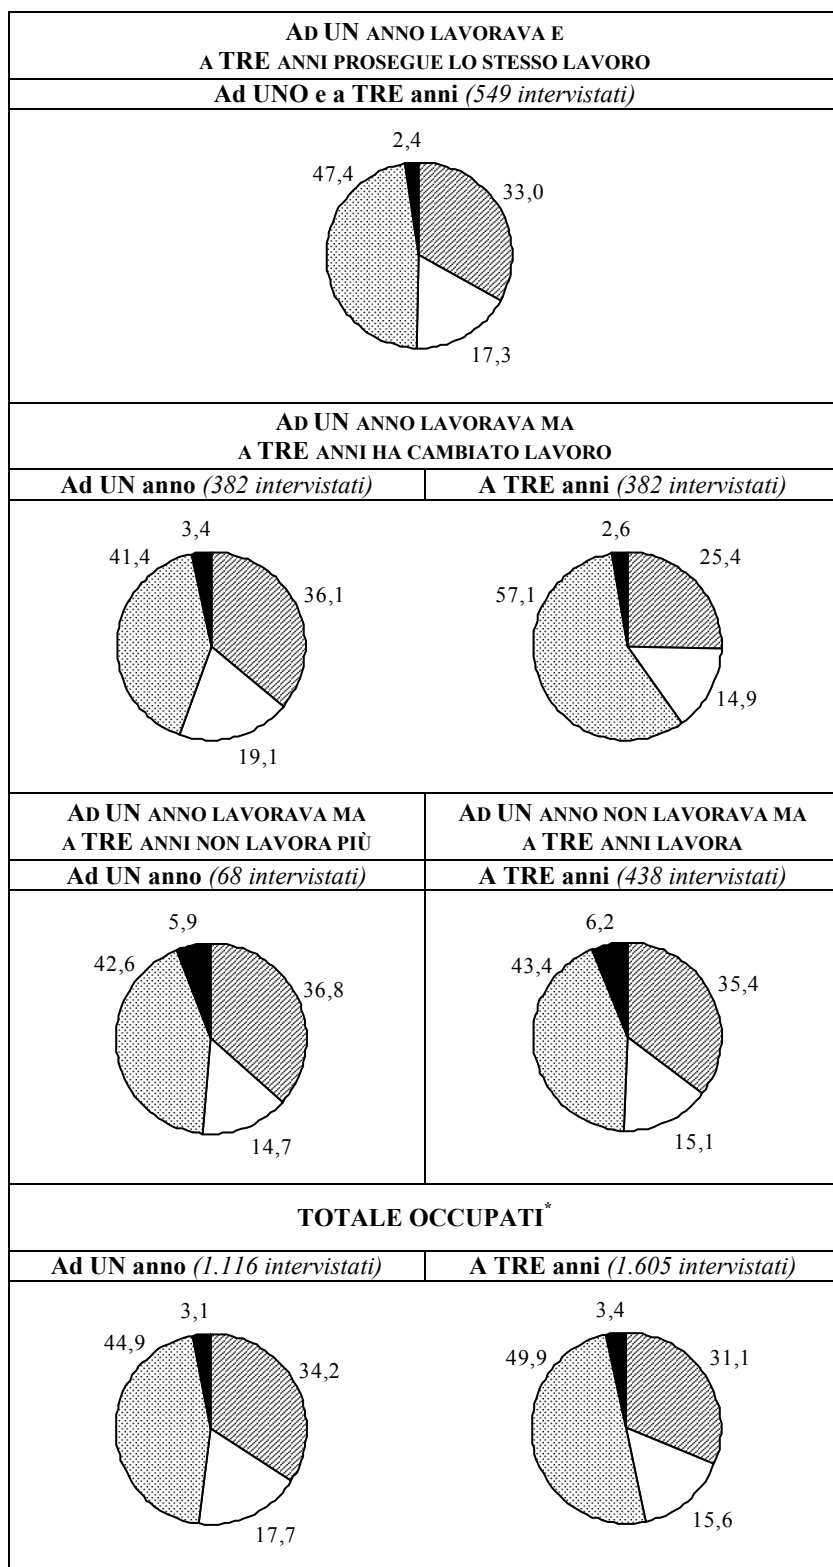 AD UN ANNO LAVORAVA E
A TRE ANNI PROSEGUE LO STESSO LAVORO
Ad UNO e a TRE anni (549 intervistati)
2,4
47,4
33,0
17,3
AD UN ANNO LAVORAVA MA
A TRE ANNI HA CAMBIATO LAVORO
Ad UN anno (382 intervistati)
3,4
41,4
36,1
19,1
A TRE anni (382 intervistati)
2,6
57,1
25,4
14,9
AD UN ANNO LAVORAVA MA
A TRE ANNI NON LAVORA PIÙ
Ad UN anno (68 intervistati)
5,9
42,6
36,8
14,7
AD UN ANNO NON LAVORAVA MA
A TRE ANNI LAVORA
A TRE anni (438 intervistati)
6,2
43,4
35,4
15,1
TOTALE OCCUPATI*
Ad UN anno (1.116 intervistati)
3,1
44,9
34,2
17,7
A TRE anni (1.605 intervistati)
3,4
49,9
31,1
15,6